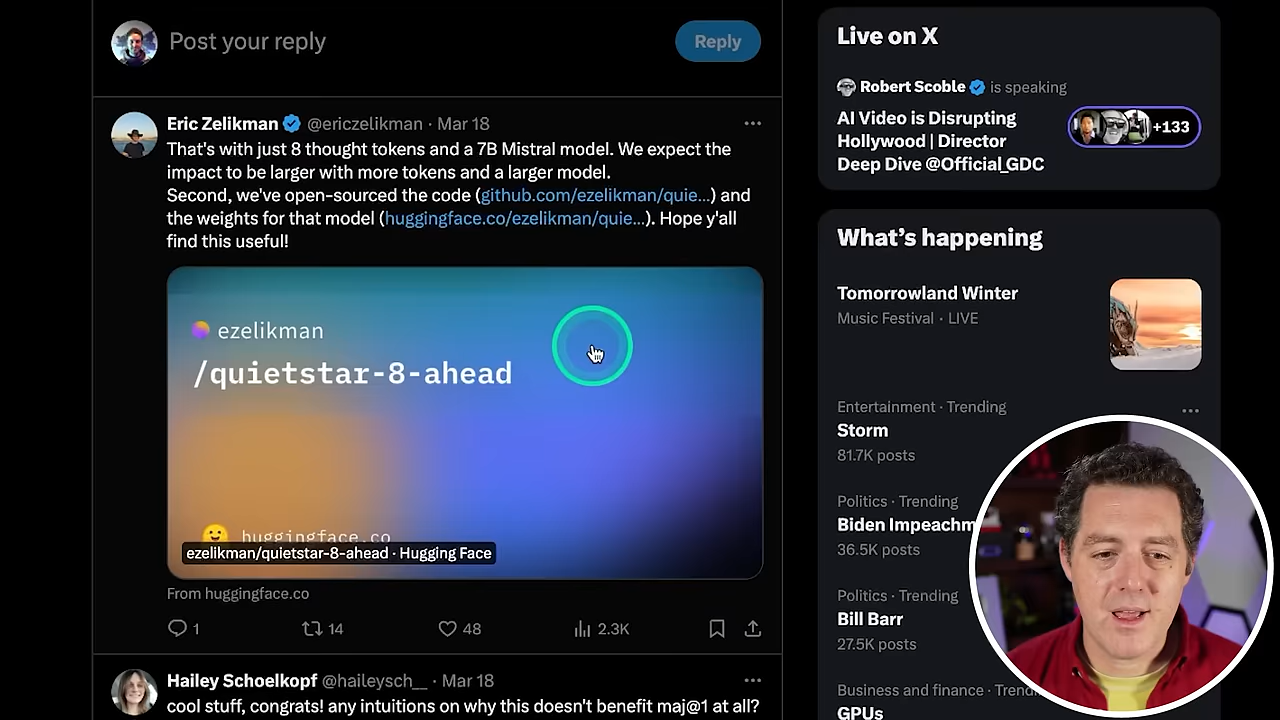 Post your reply
Reply
Eric Zelikman @ericzelikman · Mar 18
That's with just 8 thought tokens and a 7B Mistral model. We expect the
impact to be larger with more tokens and a larger model.
Second, we've open-sourced the code (github.com/ezelikman/quie...) and
the weights for that model (huggingface.co/ezelikman/quie...). Hope y'all
find this useful!
ezelikman
/quietstar-8-ahead
huggingface.co
ezelikman/quietstar-8-ahead · Hugging Face
From huggingface.co
1
14
48
2.3K
Hailey Schoelkopf @haileysch__ · Mar 18
cool stuff, congrats! any intuitions on why this doesn't benefit maj@1 at all?
Live on X
Robert Scoble is speaking
AI Video is Disrupting
Hollywood | Director
Deep Dive @Official_GDC
+133
What's happening
Tomorrowland Winter
Music Festival · LIVE
Entertainment · Trending
Storm
81.7K posts
Politics · Trending
Biden Impeachm
36.5K posts
Politics · Trending
Bill Barr
27.5K posts
Business and finance · Trend
GPUs